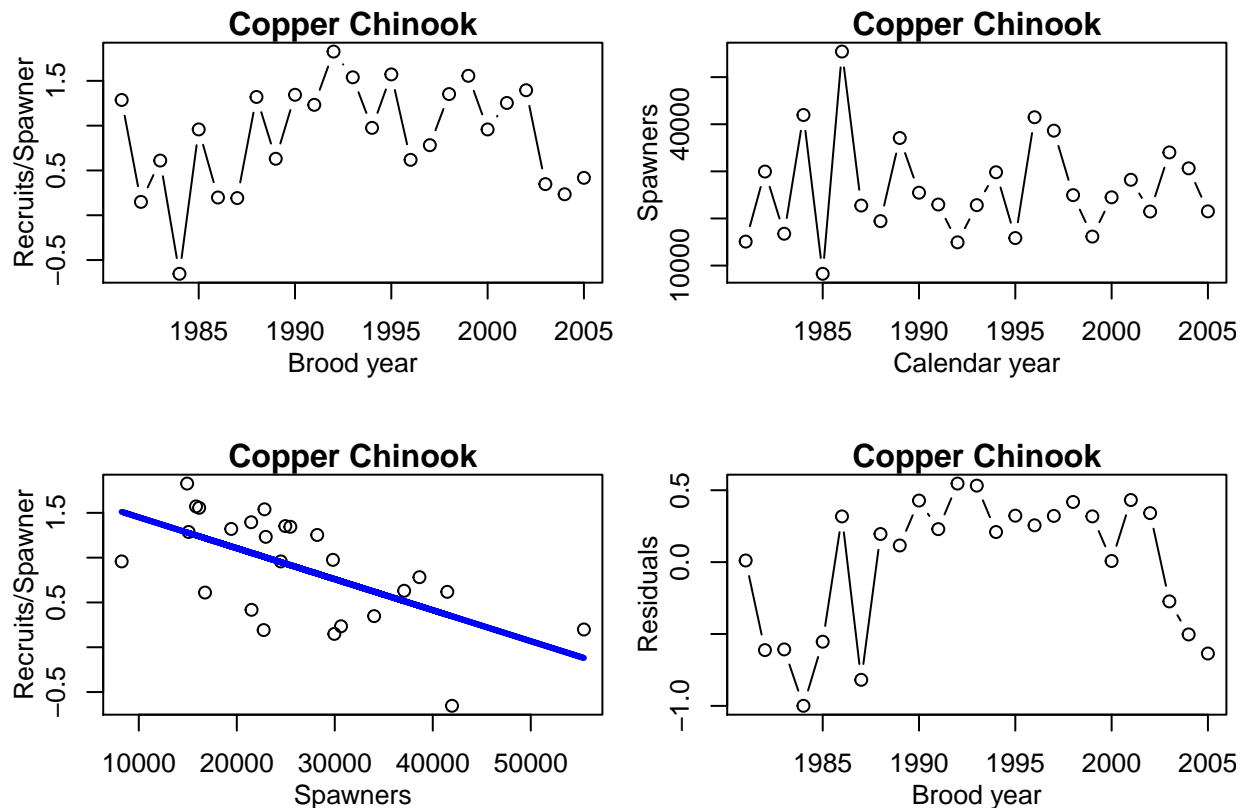 Copper Chinook
Recruits/Spawner
1.5
0.5
−0.5
1985 1990 1995 2000 2005
Brood year
Copper Chinook
Spawners
40000
10000
1985 1990 1995 2000 2005
Calendar year
Copper Chinook
Recruits/Spawner
1.5
0.5
−0.5
10000 20000 30000 40000 50000
Spawners
Copper Chinook
Residuals
0.5
0.0
−1.0
1985 1990 1995 2000 2005
Brood year